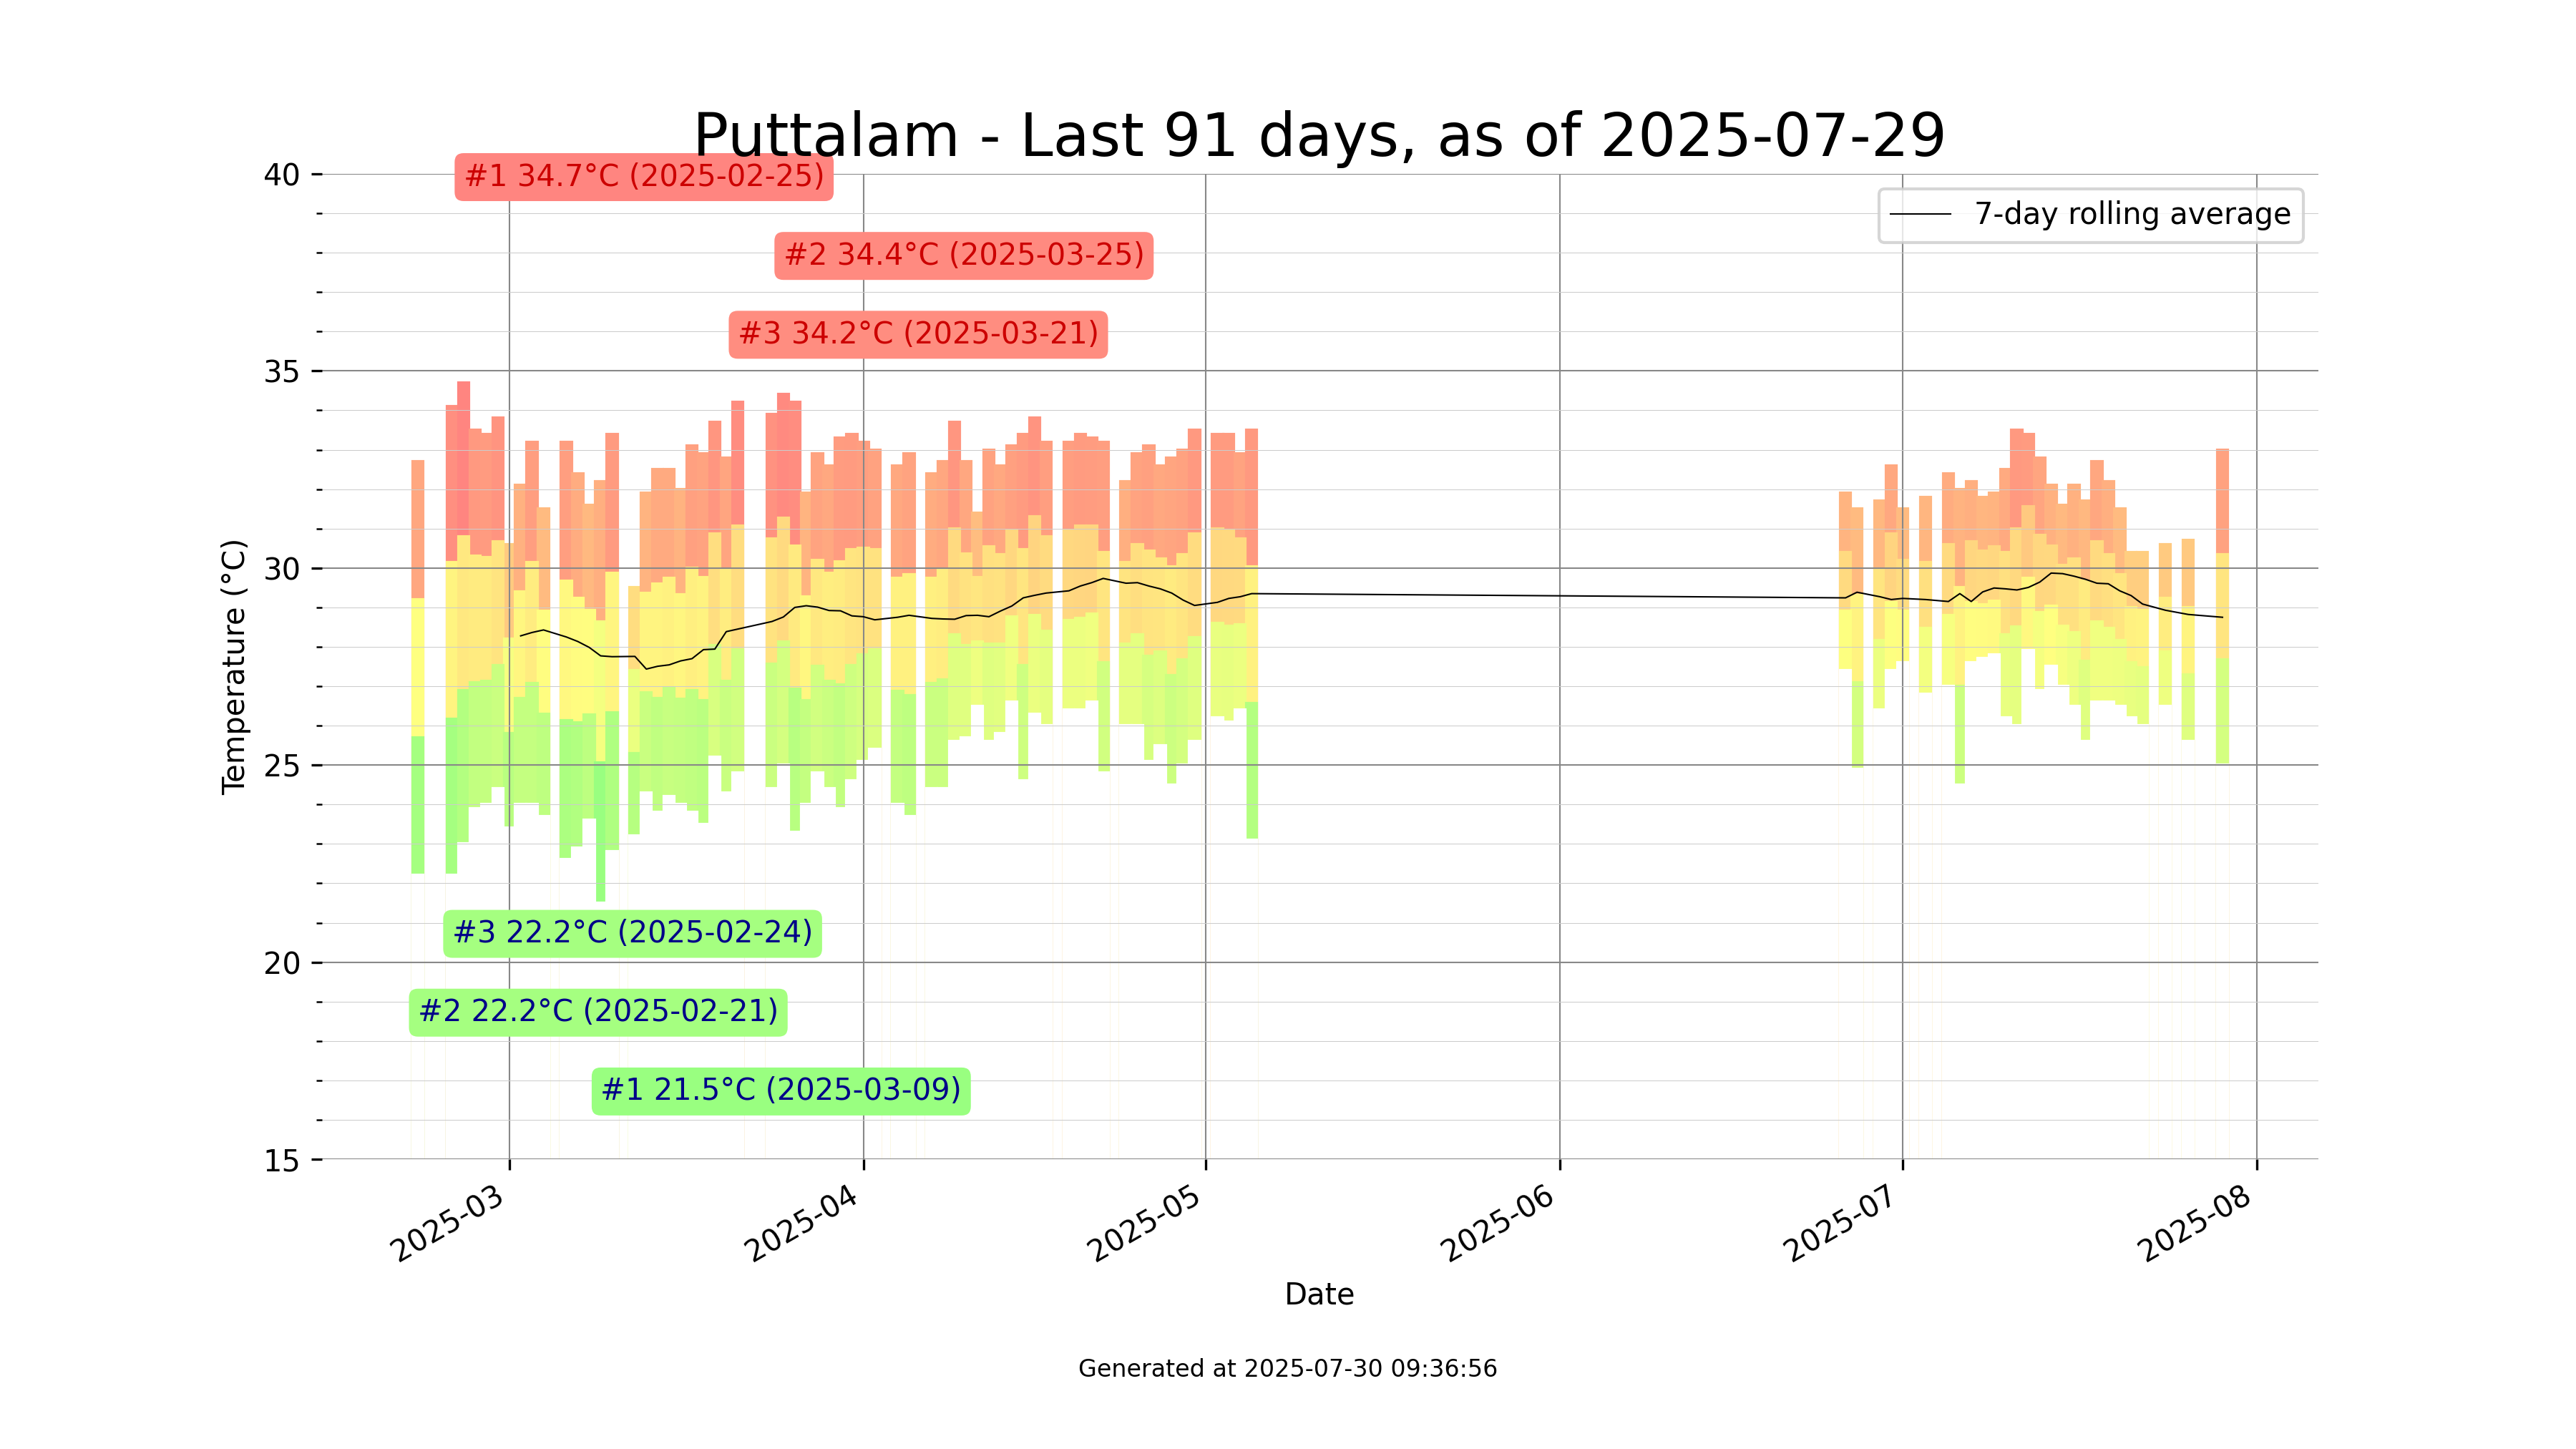 Puttalam - Last 91 days, as of 2025-07-29
#1 34.7°C (2025-02-25)
#2 34.4°C (2025-03-25)
#3 34.2°C (2025-03-21)
7-day rolling average
40
35
30
25
20
15
Temperature (°C)
#3 22.2°C (2025-02-24)
#2 22.2°C (2025-02-21)
#1 21.5°C (2025-03-09)
2025-03
2025-04
2025-05
2025-06
2025-07
2025-08
Date
Generated at 2025-07-30 09:36:56